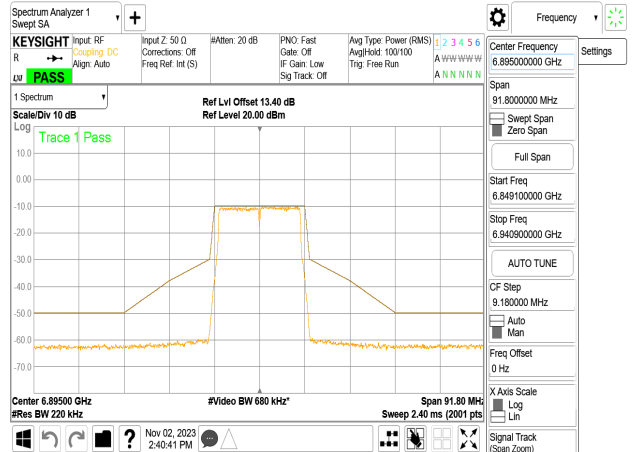 Spectrum Analyzer 1
Swept SA
Frequency
KEYSIGHT
R
LXI
PASS
Input: RF
Coupling: DC
Align: Auto
Input Z: 50 Ω
Corrections: Off
Freq Ref: Int (S)
#Atten: 20 dB
PNO: Fast
Gate: Off
IF Gain: Low
Sig Track: Off
Avg Type: Power (RMS)
Avg|Hold: 100/100
Trig: Free Run
1 2 3 4 5 6
A W W W W W
A N N N N N
1 Spectrum
Scale/Div 10 dB
Ref Lvl Offset 13.40 dB
Ref Level 20.00 dBm
Log
Trace 1 Pass
10.0
0.00
-10.0
-20.0
-30.0
-40.0
-50.0
-60.0
-70.0
Center 6.89500 GHz
#Res BW 220 kHz
#Video BW 680 kHz*
Span 91.80 MHz
Sweep 2.40 ms (2001 pts
Nov 02, 2023
2:40:41 PM
?
Center Frequency
6.895000000 GHz
Settings
Span
91.8000000 MHz
Swept Span
Zero Span
Full Span
Start Freq
6.849100000 GHz
Stop Freq
6.940900000 GHz
AUTO TUNE
CF Step
9.180000 MHz
Auto
Man
Freq Offset
0 Hz
X Axis Scale
Log
Lin
Signal Track
(Span Zoom)